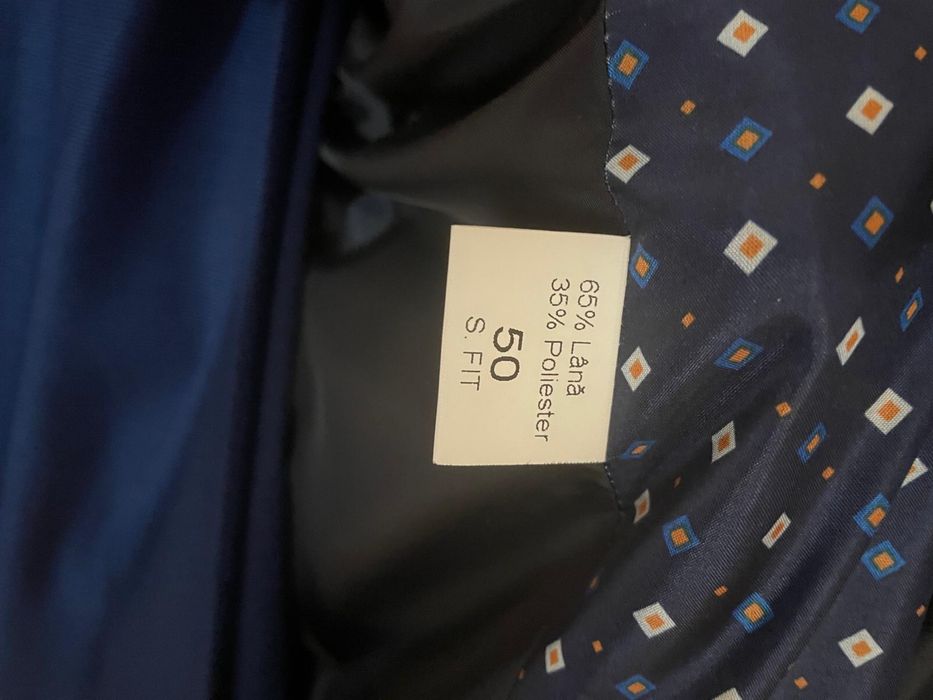 65% Lână
35% Poliester
50
S. FIT